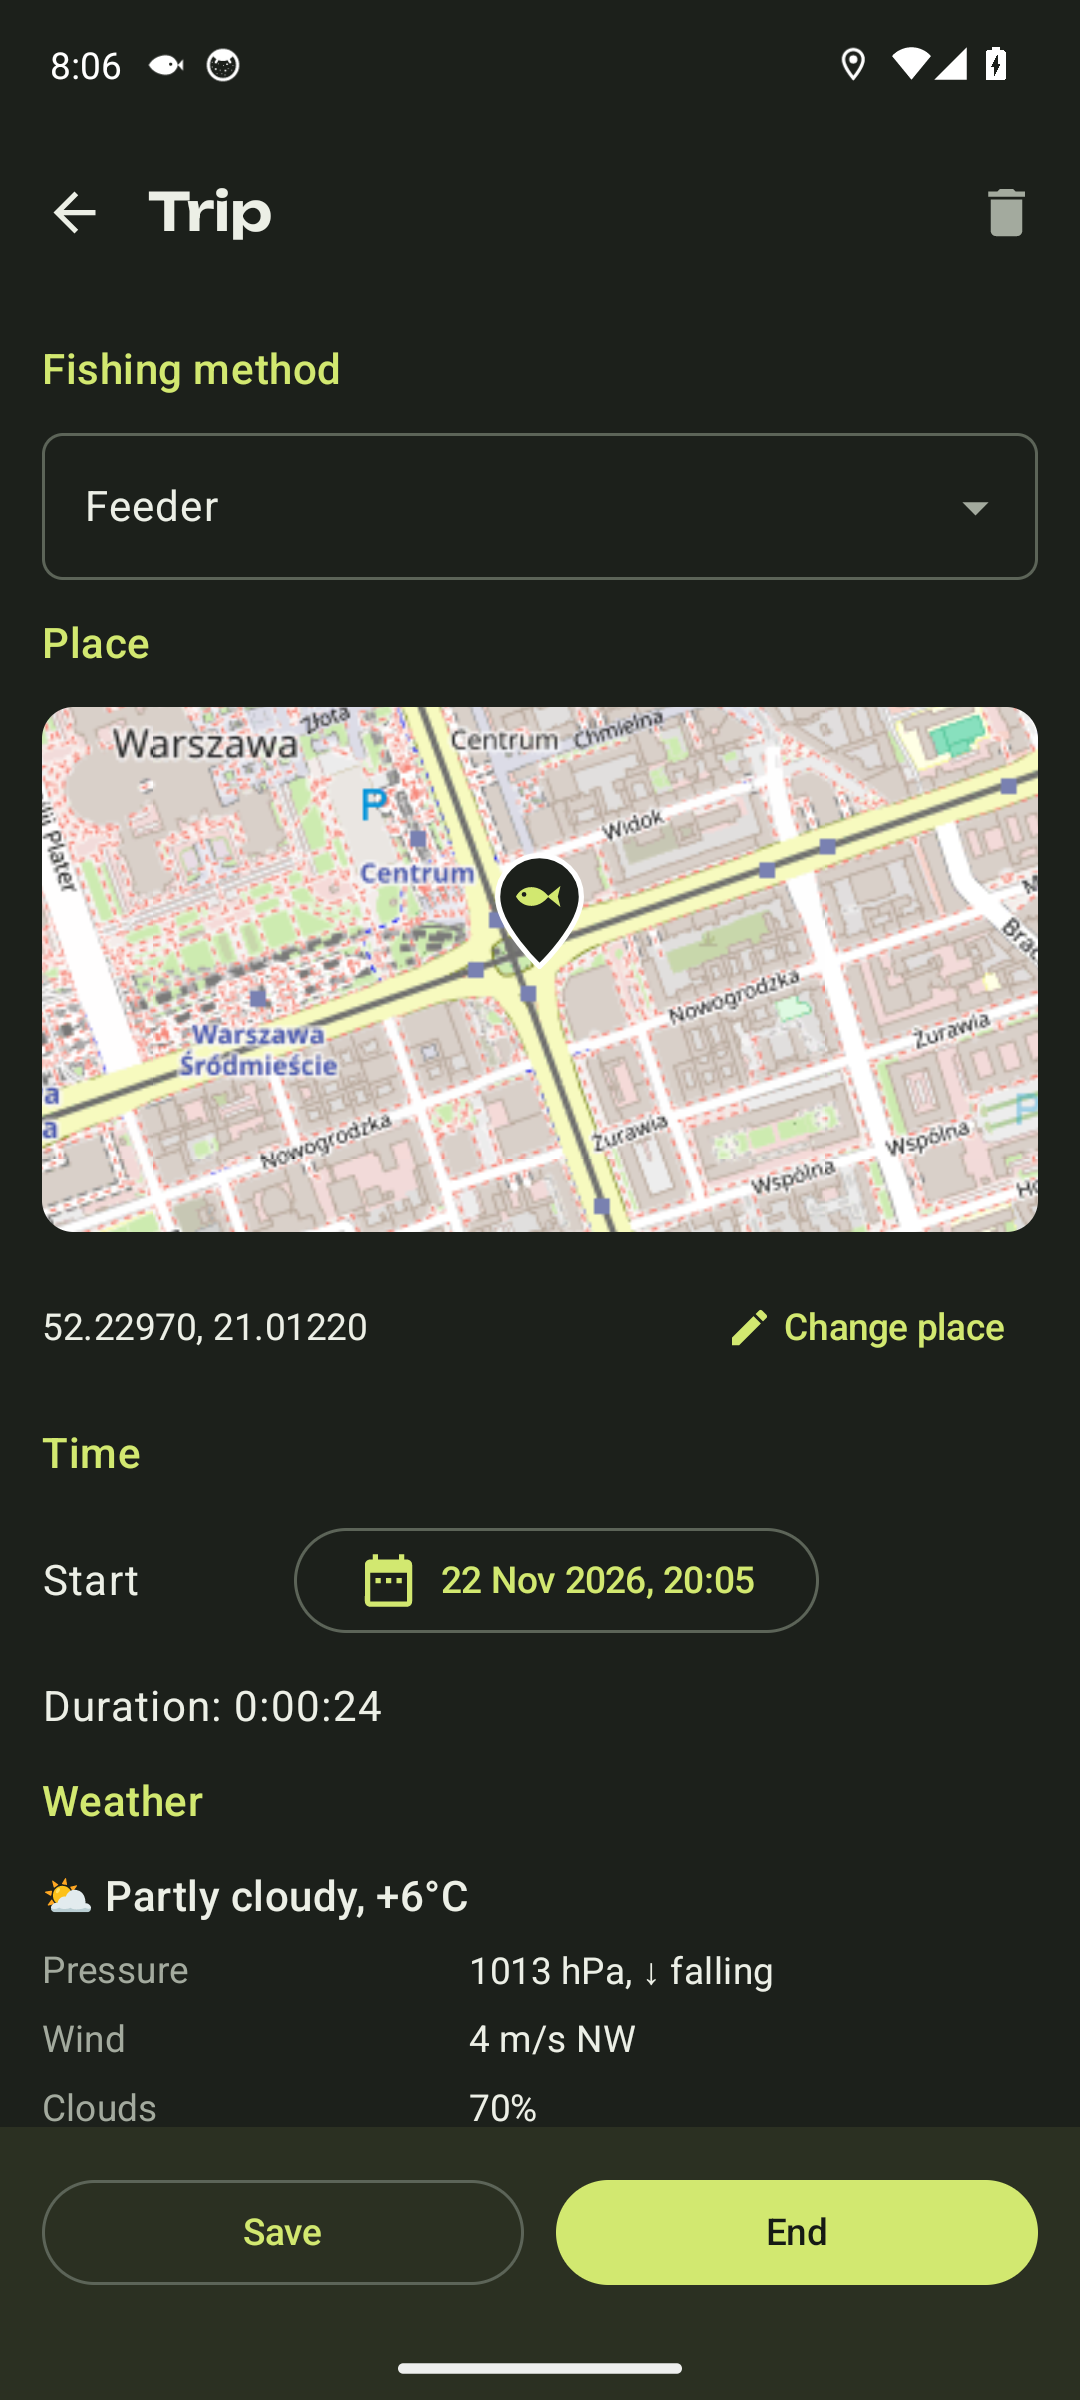 8:06
Trip
Fishing method
Feeder
Place
Warszawa
Złota
Centrum
Chmielna
P
Widok
Centrum
Nowogrodzka
Żurawia
Warszawa
Śródmieście
a
a
Nowogrodzka
Żurawia
Wspólna
Wspólna
P
52.22970, 21.01220
Change place
Time
Start
22 Nov 2026, 20:05
Duration: 0:00:24
Weather
⛅ Partly cloudy, +6°C
Pressure
1013 hPa, ↓ falling
Wind
4 m/s NW
Clouds
70%
Save
End